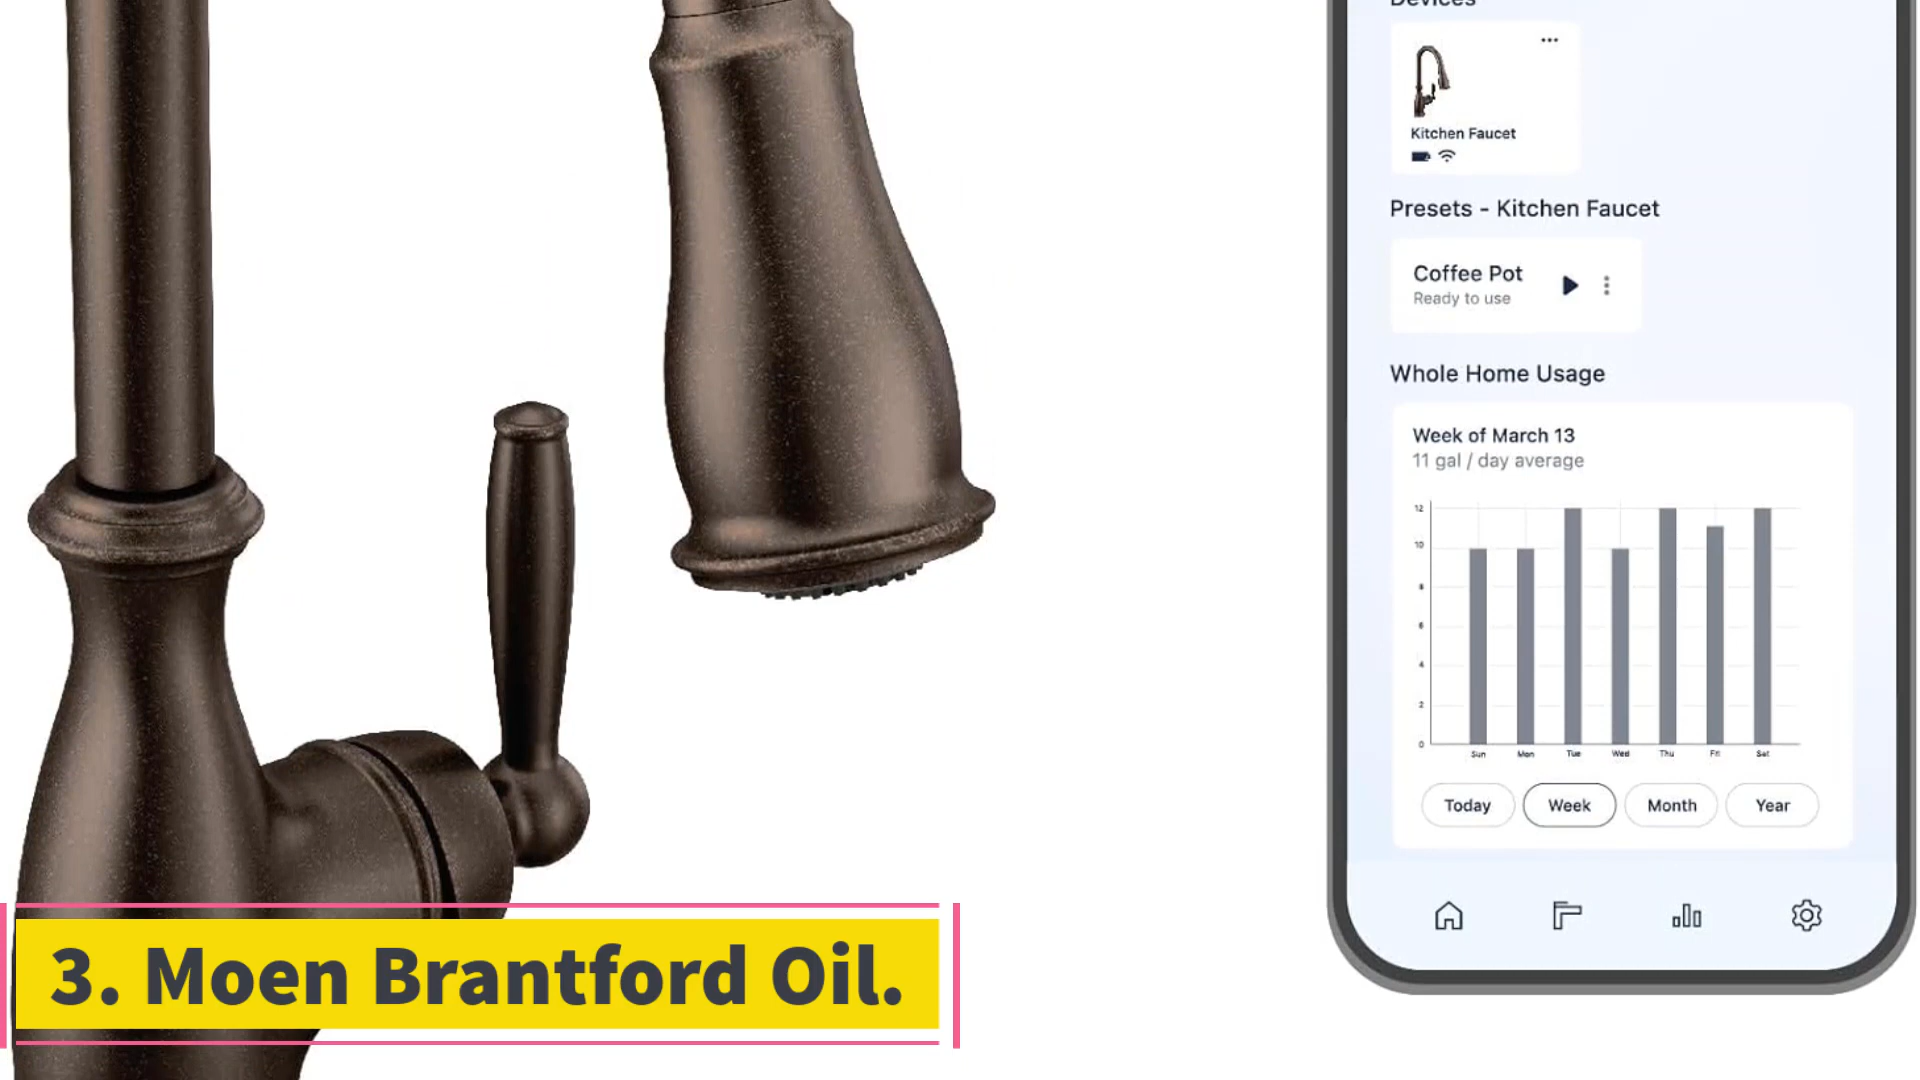 Devices
Kitchen Faucet
Presets - Kitchen Faucet
Coffee Pot
Ready to use
Whole Home Usage
Week of March 13
11 gal / day average
12
10
8
6
4
2
0
Sun Mon Tue Wed Thu Fri Sat
Today Week Month Year
3. Moen Brantford Oil.